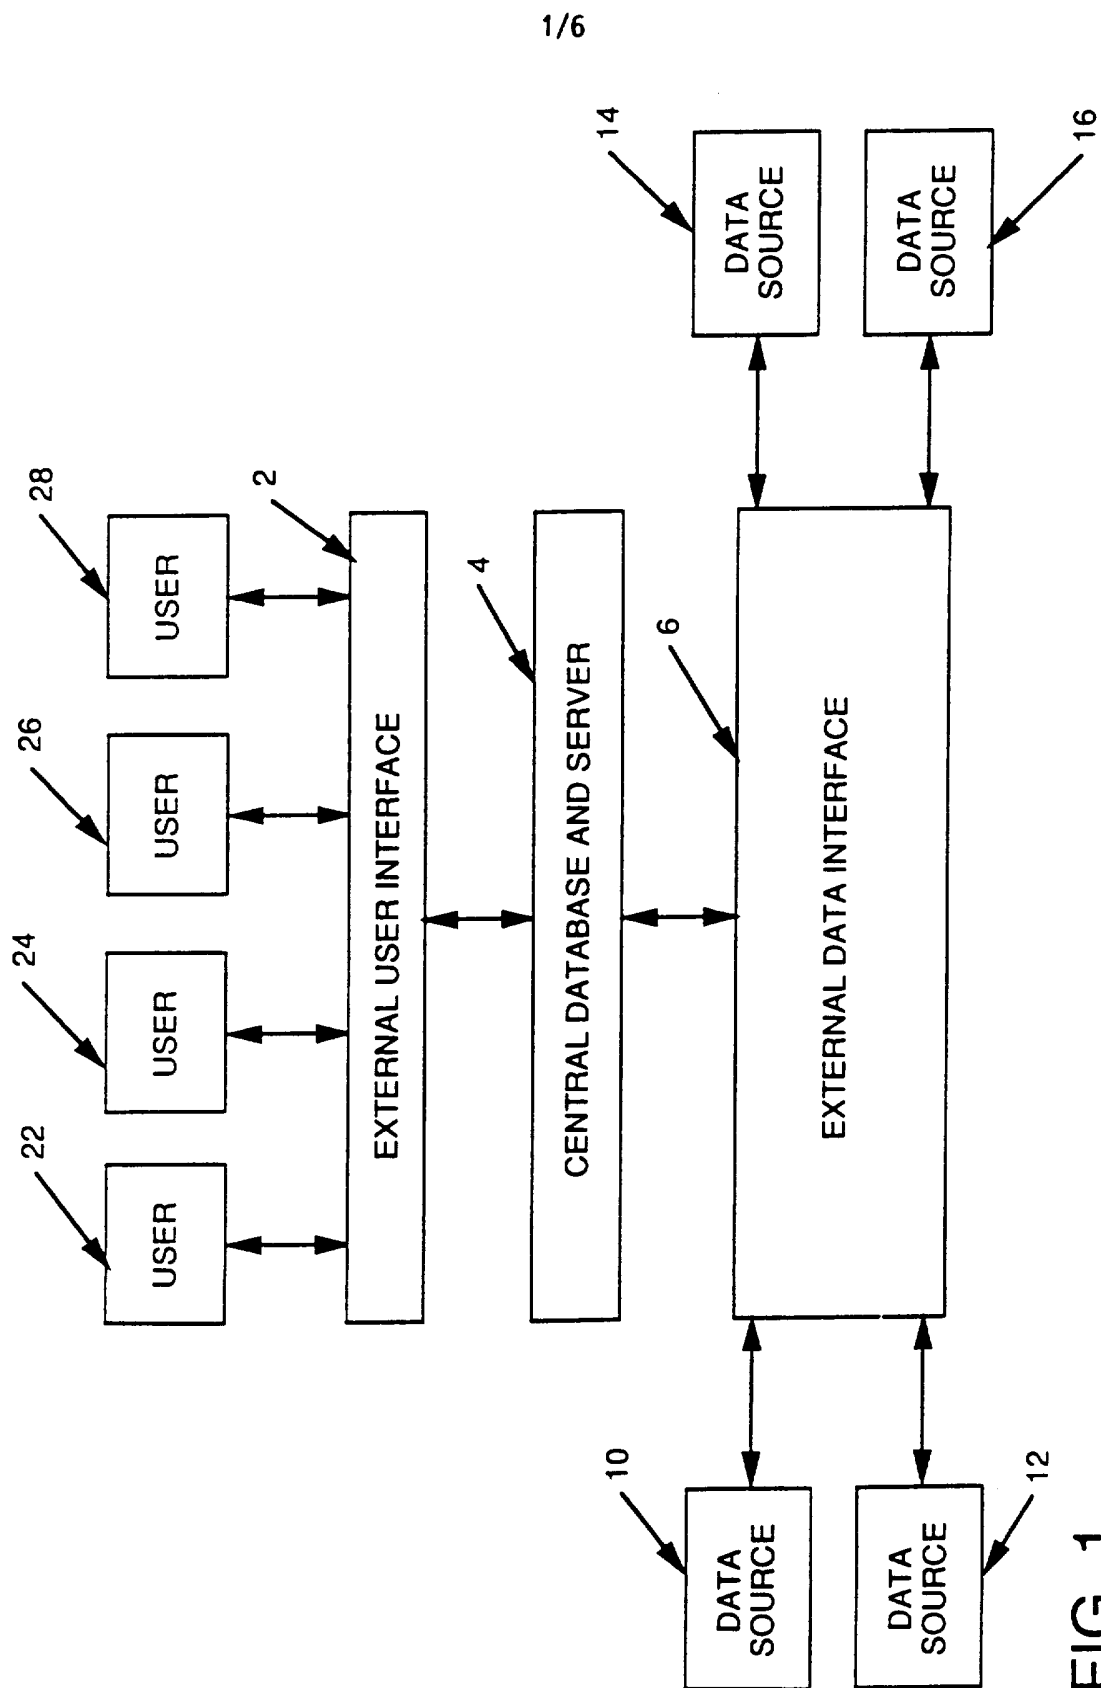 1/6
22
24
26
28
USER
USER
USER
USER
2
EXTERNAL USER INTERFACE
4
CENTRAL DATABASE AND SERVER
6
EXTERNAL DATA INTERFACE
10
DATA
SOURCE
12
DATA
SOURCE
14
DATA
SOURCE
16
DATA
SOURCE
FIG. 1